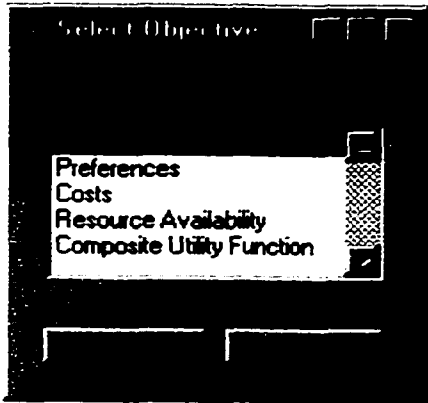 Select Objective
Preferences
Costs
Resource Availability
Composite Utility Function